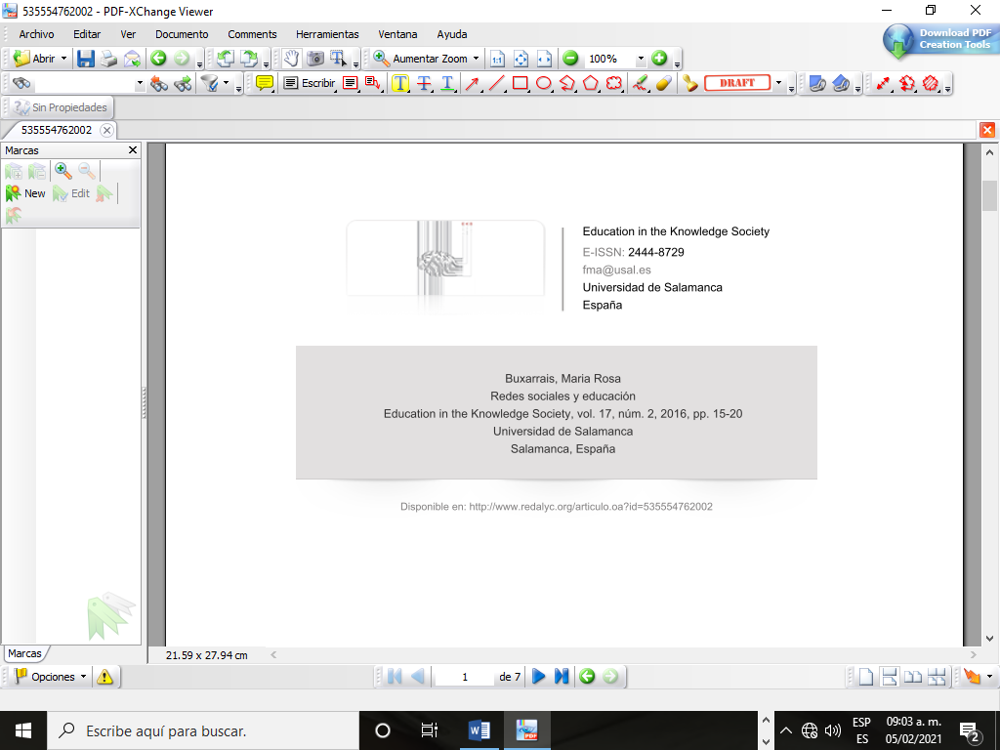 535554762002 - PDF-XChange Viewer
Archivo Editar Ver Documento Comments Herramientas Ventana Ayuda
Download PDF
Creation Tools
Abrir Aumentar Zoom 1:1 100%
Escribir T T T DRAFT
Sin Propiedades
535554762002
Marcas
New Edit
Education in the Knowledge Society
E-ISSN: 2444-8729
fma@usal.es
Universidad de Salamanca
España
Buxarrais, Maria Rosa
Redes sociales y educación
Education in the Knowledge Society, vol. 17, núm. 2, 2016, pp. 15-20
Universidad de Salamanca
Salamanca, España
Disponible en: http://www.redalyc.org/articulo.oa?id=535554762002
Marcas
21.59 x 27.94 cm
Opciones 1 de 7
Escribe aquí para buscar.
W PDF
ESP
ES
09:03 a. m.
05/02/2021
2